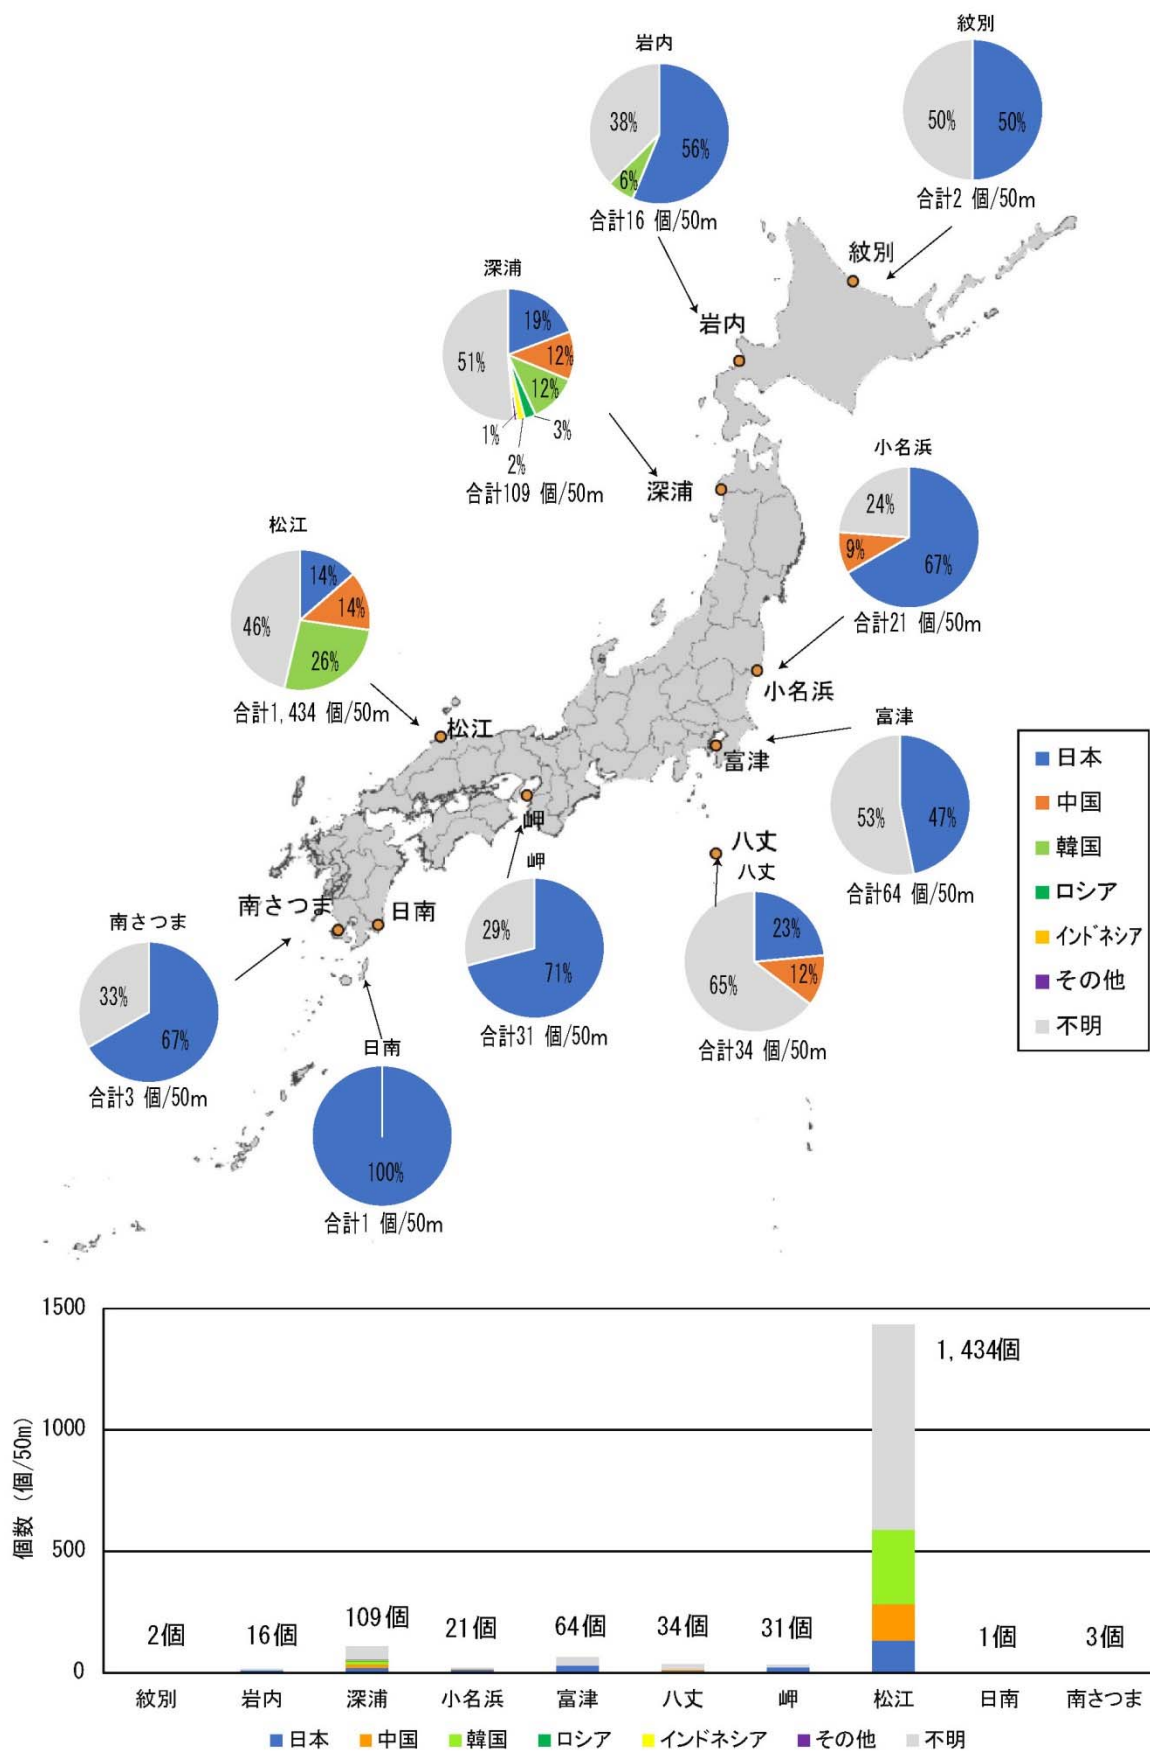 紋別
50%
50%
合計2 個/50m
岩内
38%
56%
6%
合計16 個/50m
紋別
岩内
深浦
19%
12%
12%
51%
3%
2%
1%
合計109 個/50m
深浦
小名浜
24%
9%
67%
合計21 個/50m
小名浜
松江
14%
14%
46%
26%
合計1,434 個/50m
松江
富津
富津
53%
47%
合計64 個/50m
岬
岬
29%
71%
合計31 個/50m
八丈
八丈
23%
12%
65%
合計34 個/50m
南さつま
日南
南さつま
33%
67%
合計3 個/50m
日南
100%
合計1 個/50m
日本
中国
韓国
ロシア
インドネシア
その他
不明
個数 (個/50m)
1500
1000
500
0
2個
16個
109個
21個
64個
34個
31個
1,434個
1個
3個
紋別 岩内 深浦 小名浜 富津 八丈 岬 松江 日南 南さつま
日本 中国 韓国 ロシア インドネシア その他 不明